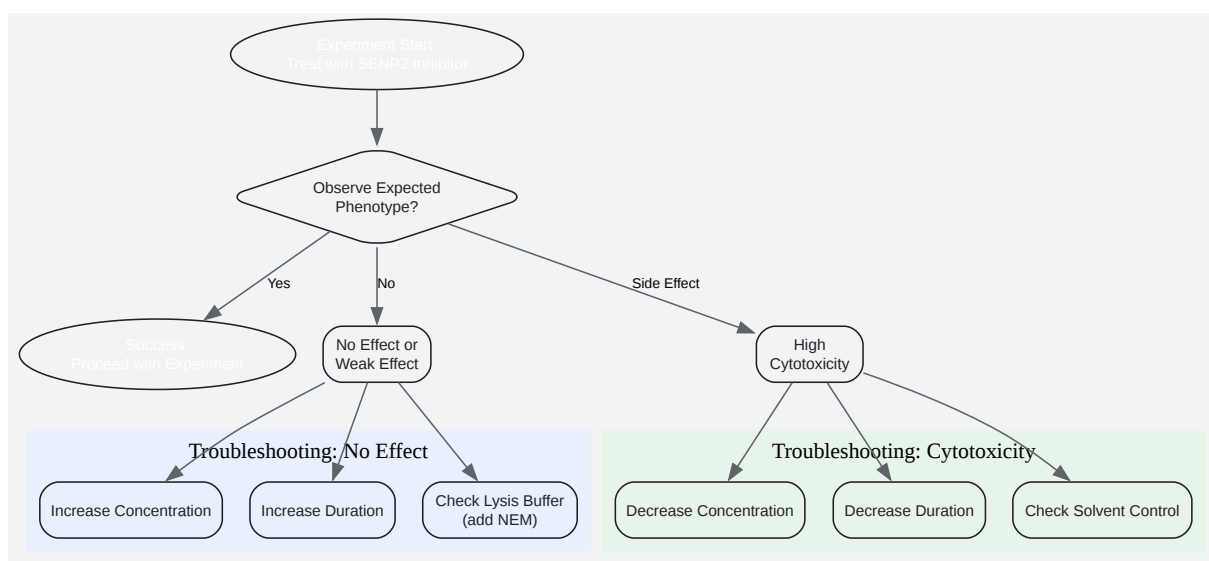 Experiment Start:
Treat with SENP2 Inhibitor
Observe Expected
Phenotype?
Yes
No
Side Effect
Success:
Proceed with Experiment
No Effect or
Weak Effect
High
Cytotoxicity
Troubleshooting: No Effect
Troubleshooting: Cytotoxicity
Increase Concentration
Increase Duration
Check Lysis Buffer
(add NEM)
Decrease Concentration
Decrease Duration
Check Solvent Control